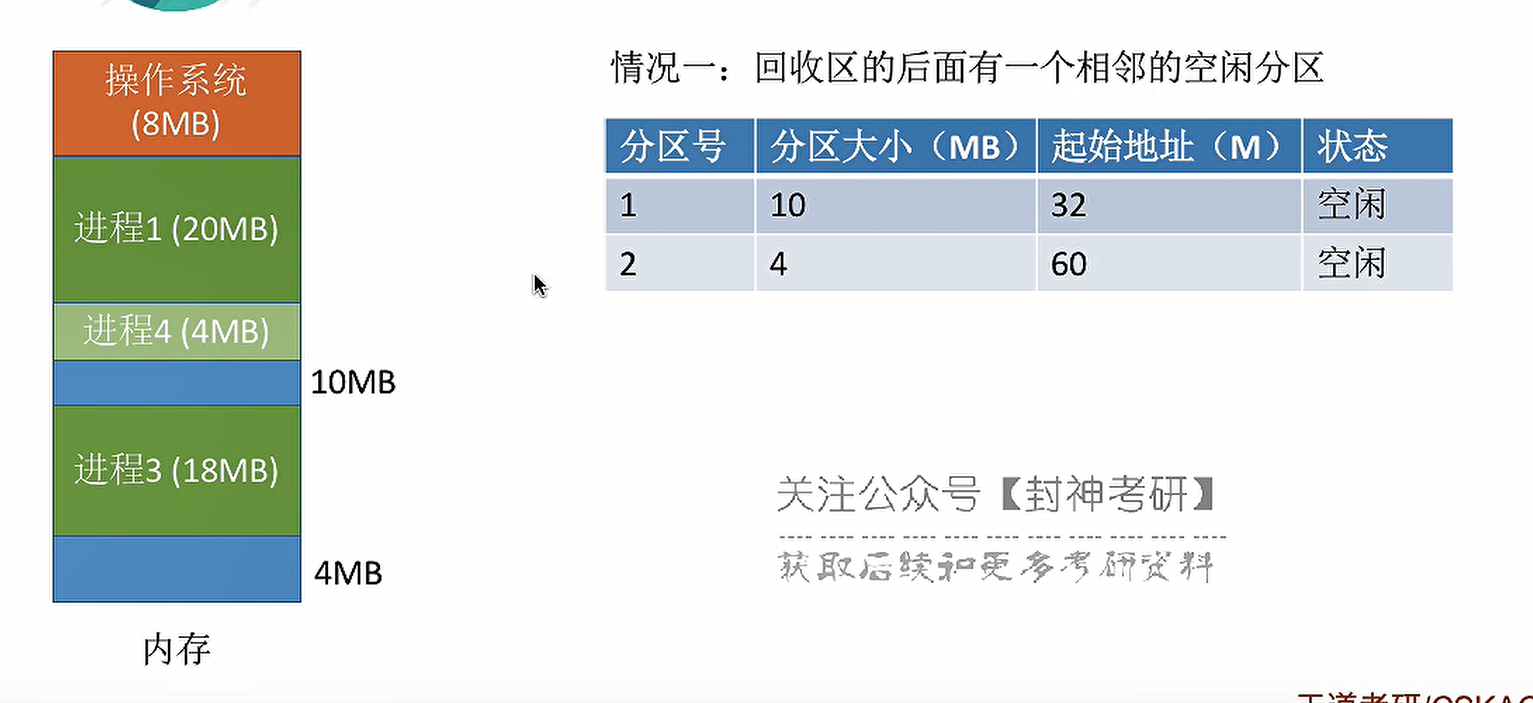 操作系统
(8MB)
进程1 (20MB)
进程4 (4MB)
10MB
进程3 (18MB)
4MB
内存
情况一：回收区的后面有一个相邻的空闲分区
分区号 分区大小（MB） 起始地址（M） 状态
1 10 32 空闲
2 4 60 空闲
关注公众号【封神考研】
获取后续和更多考研资料